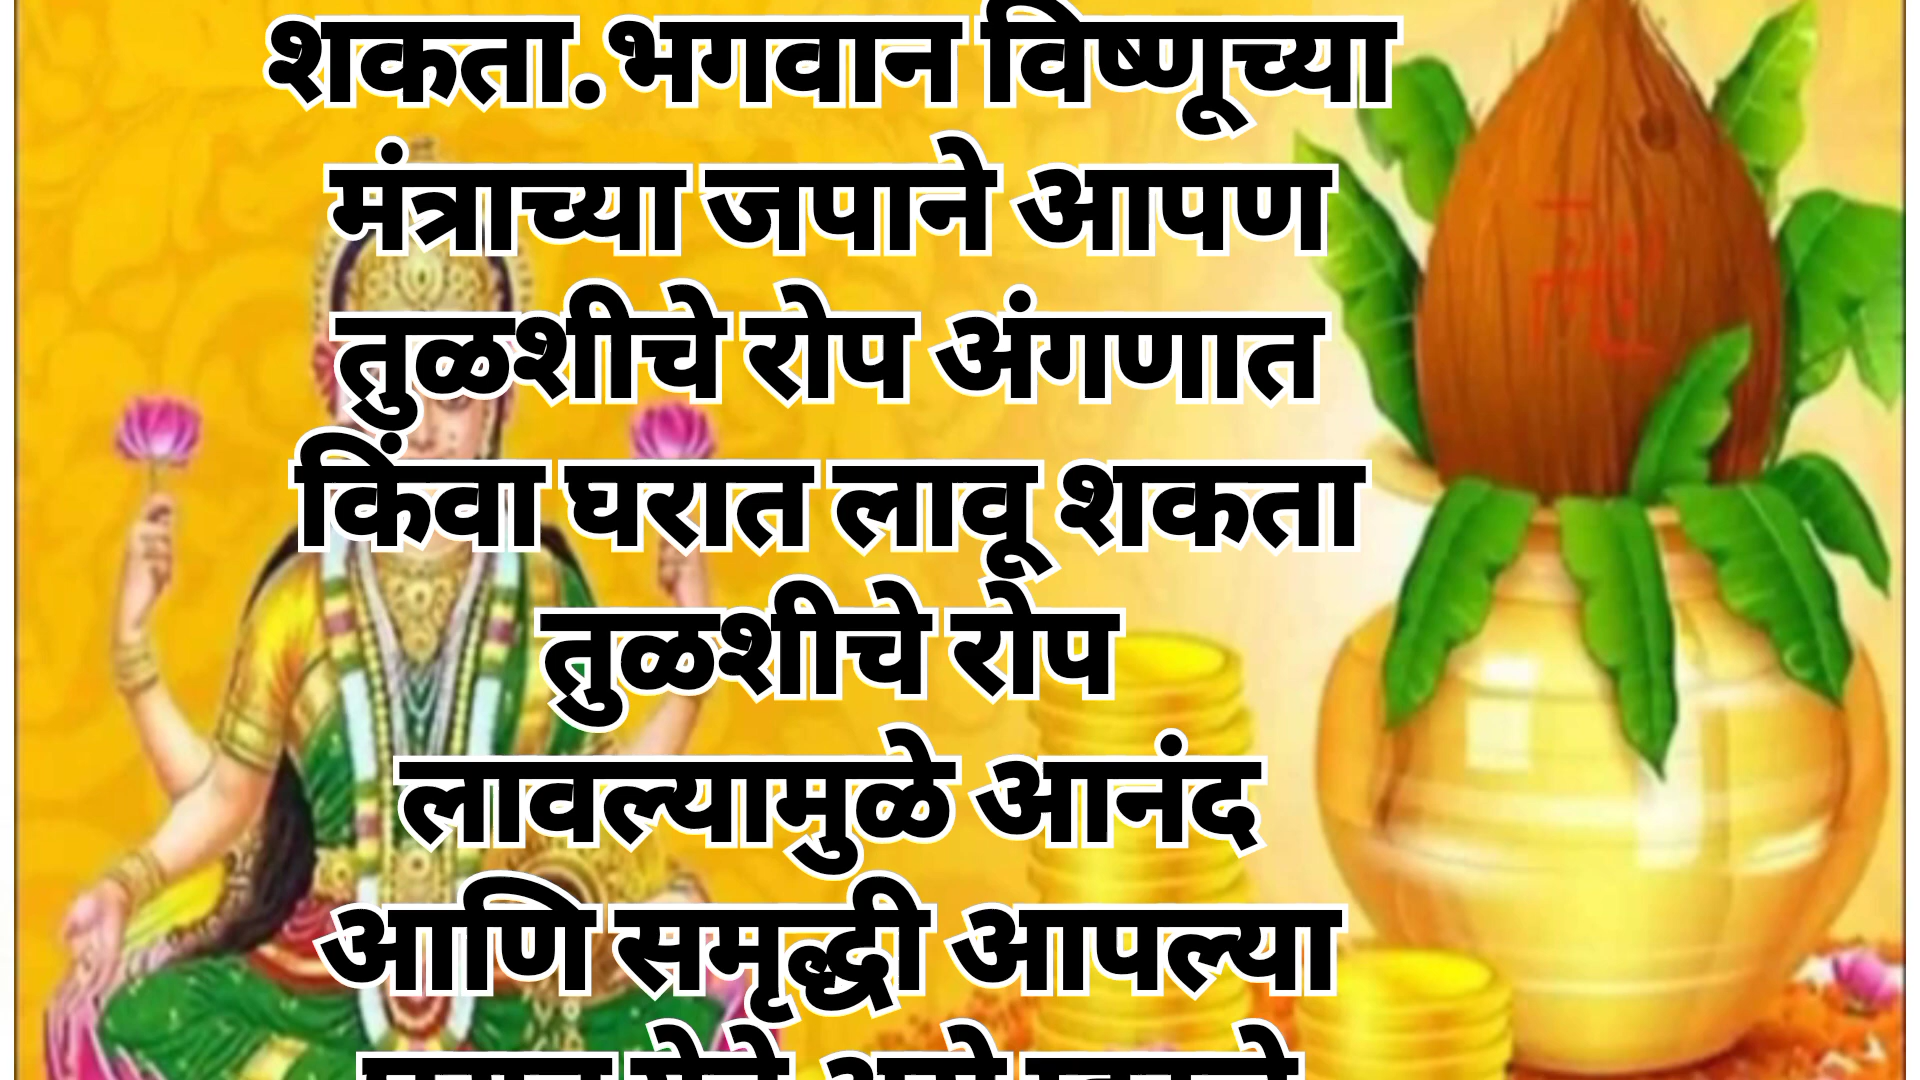 शकता. भगवान विष्णूच्या
मंत्राच्या जपाने आपण
तुळशीचे रोप अंगणात
किंवा घरात लावू शकता
तुळशीचे रोप
लावल्यामुळे आनंद
आणि समृद्धी आपल्या